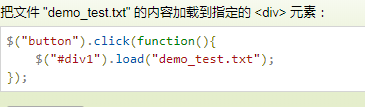 把文件 "demo_test.txt" 的内容加载到指定的 <div> 元素：
$("button").click(function(){
    $("#div1").load("demo_test.txt");
});